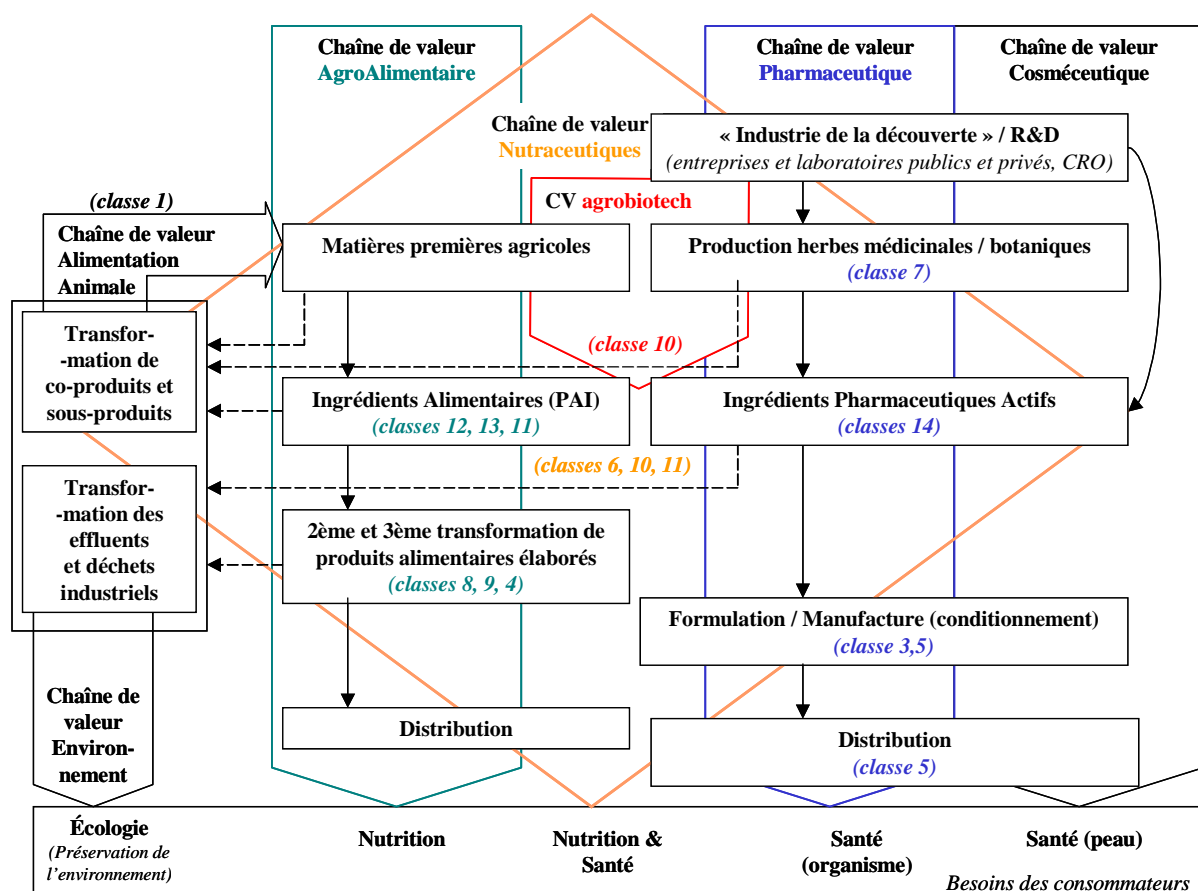 Chaîne de valeur
AgroAlimentaire
Chaîne de valeur
Pharmaceutique
Chaîne de valeur
Cosméceutique
Chaîne de valeur
Nutraceutiques
« Industrie de la découverte » / R&D
(entreprises et laboratoires publics et privés, CRO)
(classe 1)
Chaîne de valeur
Alimentation
Animale
CV agrobiotech
Matières premières agricoles
Production herbes médicinales / botaniques
(classe 7)
Transfor-
-mation de
co-produits et
sous-produits
(classe 10)
Ingrédients Alimentaires (PAI)
(classes 12, 13, 11)
Ingrédients Pharmaceutiques Actifs
(classes 14)
(classes 6, 10, 11)
Transfor-
-mation des
effluents
et déchets
industriels
2ème et 3ème transformation de
produits alimentaires élaborés
(classes 8, 9, 4)
Formulation / Manufacture (conditionnement)
(classe 3,5)
Chaîne de
valeur
Environ-
nement
Distribution
Distribution
(classe 5)
Écologie
(Préservation de
l’environnement)
Nutrition
Nutrition &
Santé
Santé
(organisme)
Santé (peau)
Besoins des consommateurs